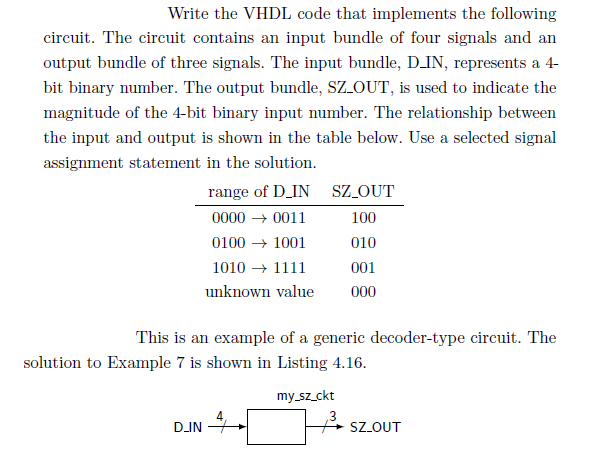 Write the VHDL code that implements the following
circuit. The circuit contains an input bundle of four signals and an
output bundle of three signals. The input bundle, D_IN, represents a 4-
bit binary number. The output bundle, SZ_OUT, is used to indicate the
magnitude of the 4-bit binary input number. The relationship between
the input and output is shown in the table below. Use a selected signal
assignment statement in the solution.
range of D_IN SZ_OUT
0000 → 0011 100
0100 → 1001 010
1010 → 1111 001
unknown value 000
This is an example of a generic decoder-type circuit. The
solution to Example 7 is shown in Listing 4.16.
my_sz_ckt
D_IN 4 3 SZ_OUT